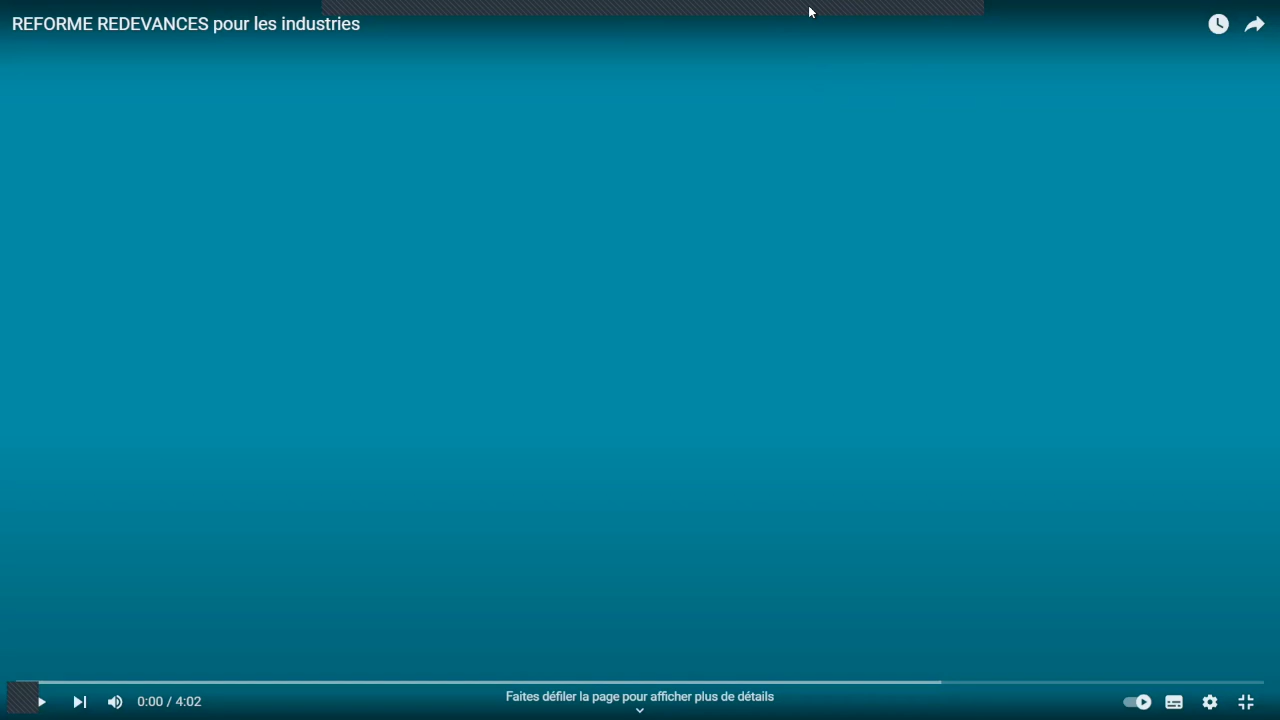 REFORME REDEVANCES pour les industries
Faites défiler la page pour afficher plus de détails
0:00 / 4:02